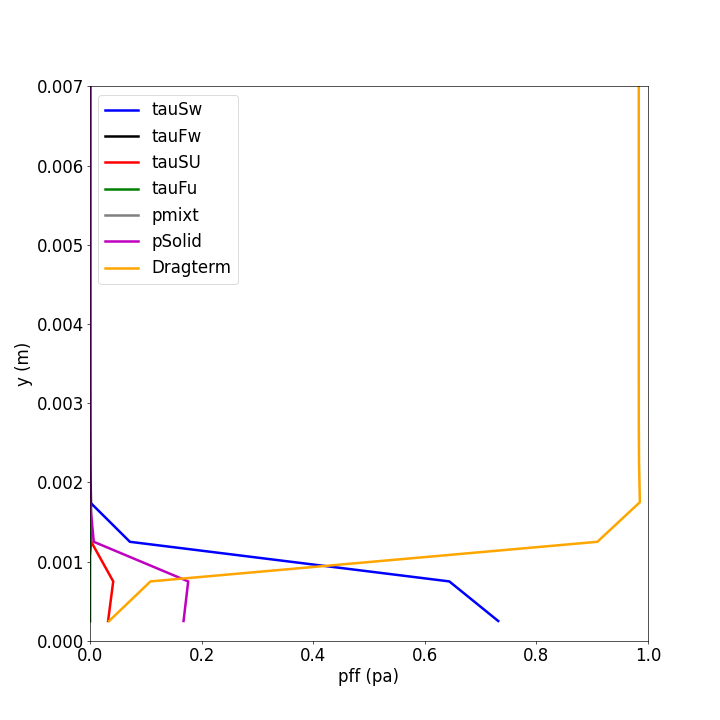 0.007
0.006
0.005
0.004
0.003
0.002
0.001
0.000
y (m)
tauSw
tauFw
tauSU
tauFu
pmixt
pSolid
Dragterm
0.0 0.2 0.4 0.6 0.8 1.0
pff (pa)